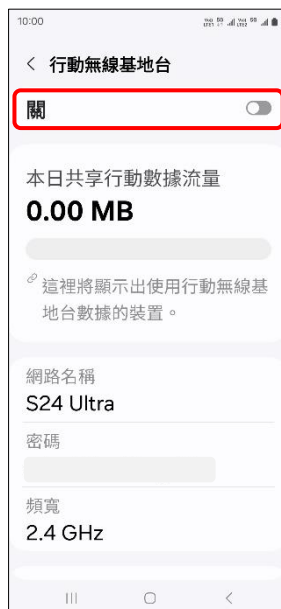 10:00
行動無線基地台
關
本日共享行動數據流量
0.00 MB
這裡將顯示出使用行動無線基
地台數據的裝置。
網路名稱
S24 Ultra
密碼
頻寬
2.4 GHz